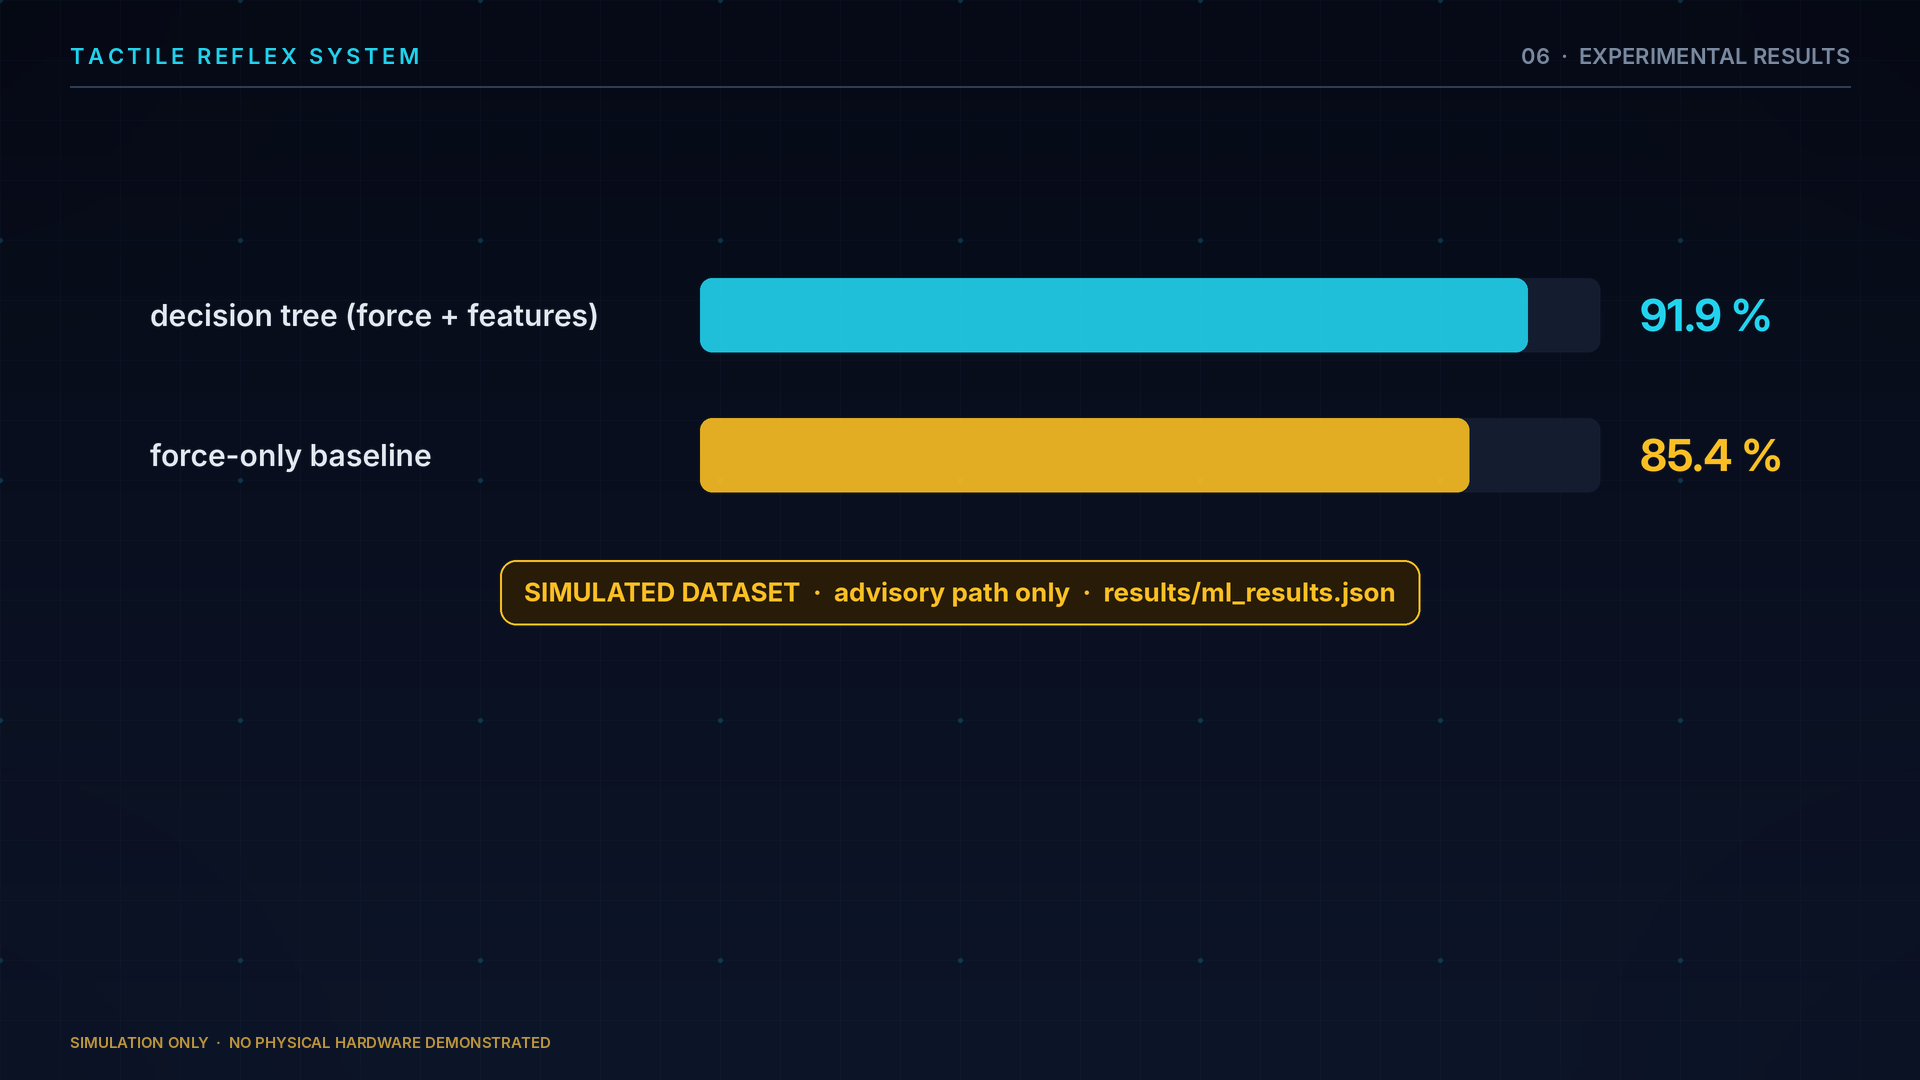 TACTILE REFLEX SYSTEM
06 · EXPERIMENTAL RESULTS
decision tree (force + features)
91.9 %
force-only baseline
85.4 %
SIMULATED DATASET · advisory path only · results/ml_results.json
SIMULATION ONLY · NO PHYSICAL HARDWARE DEMONSTRATED